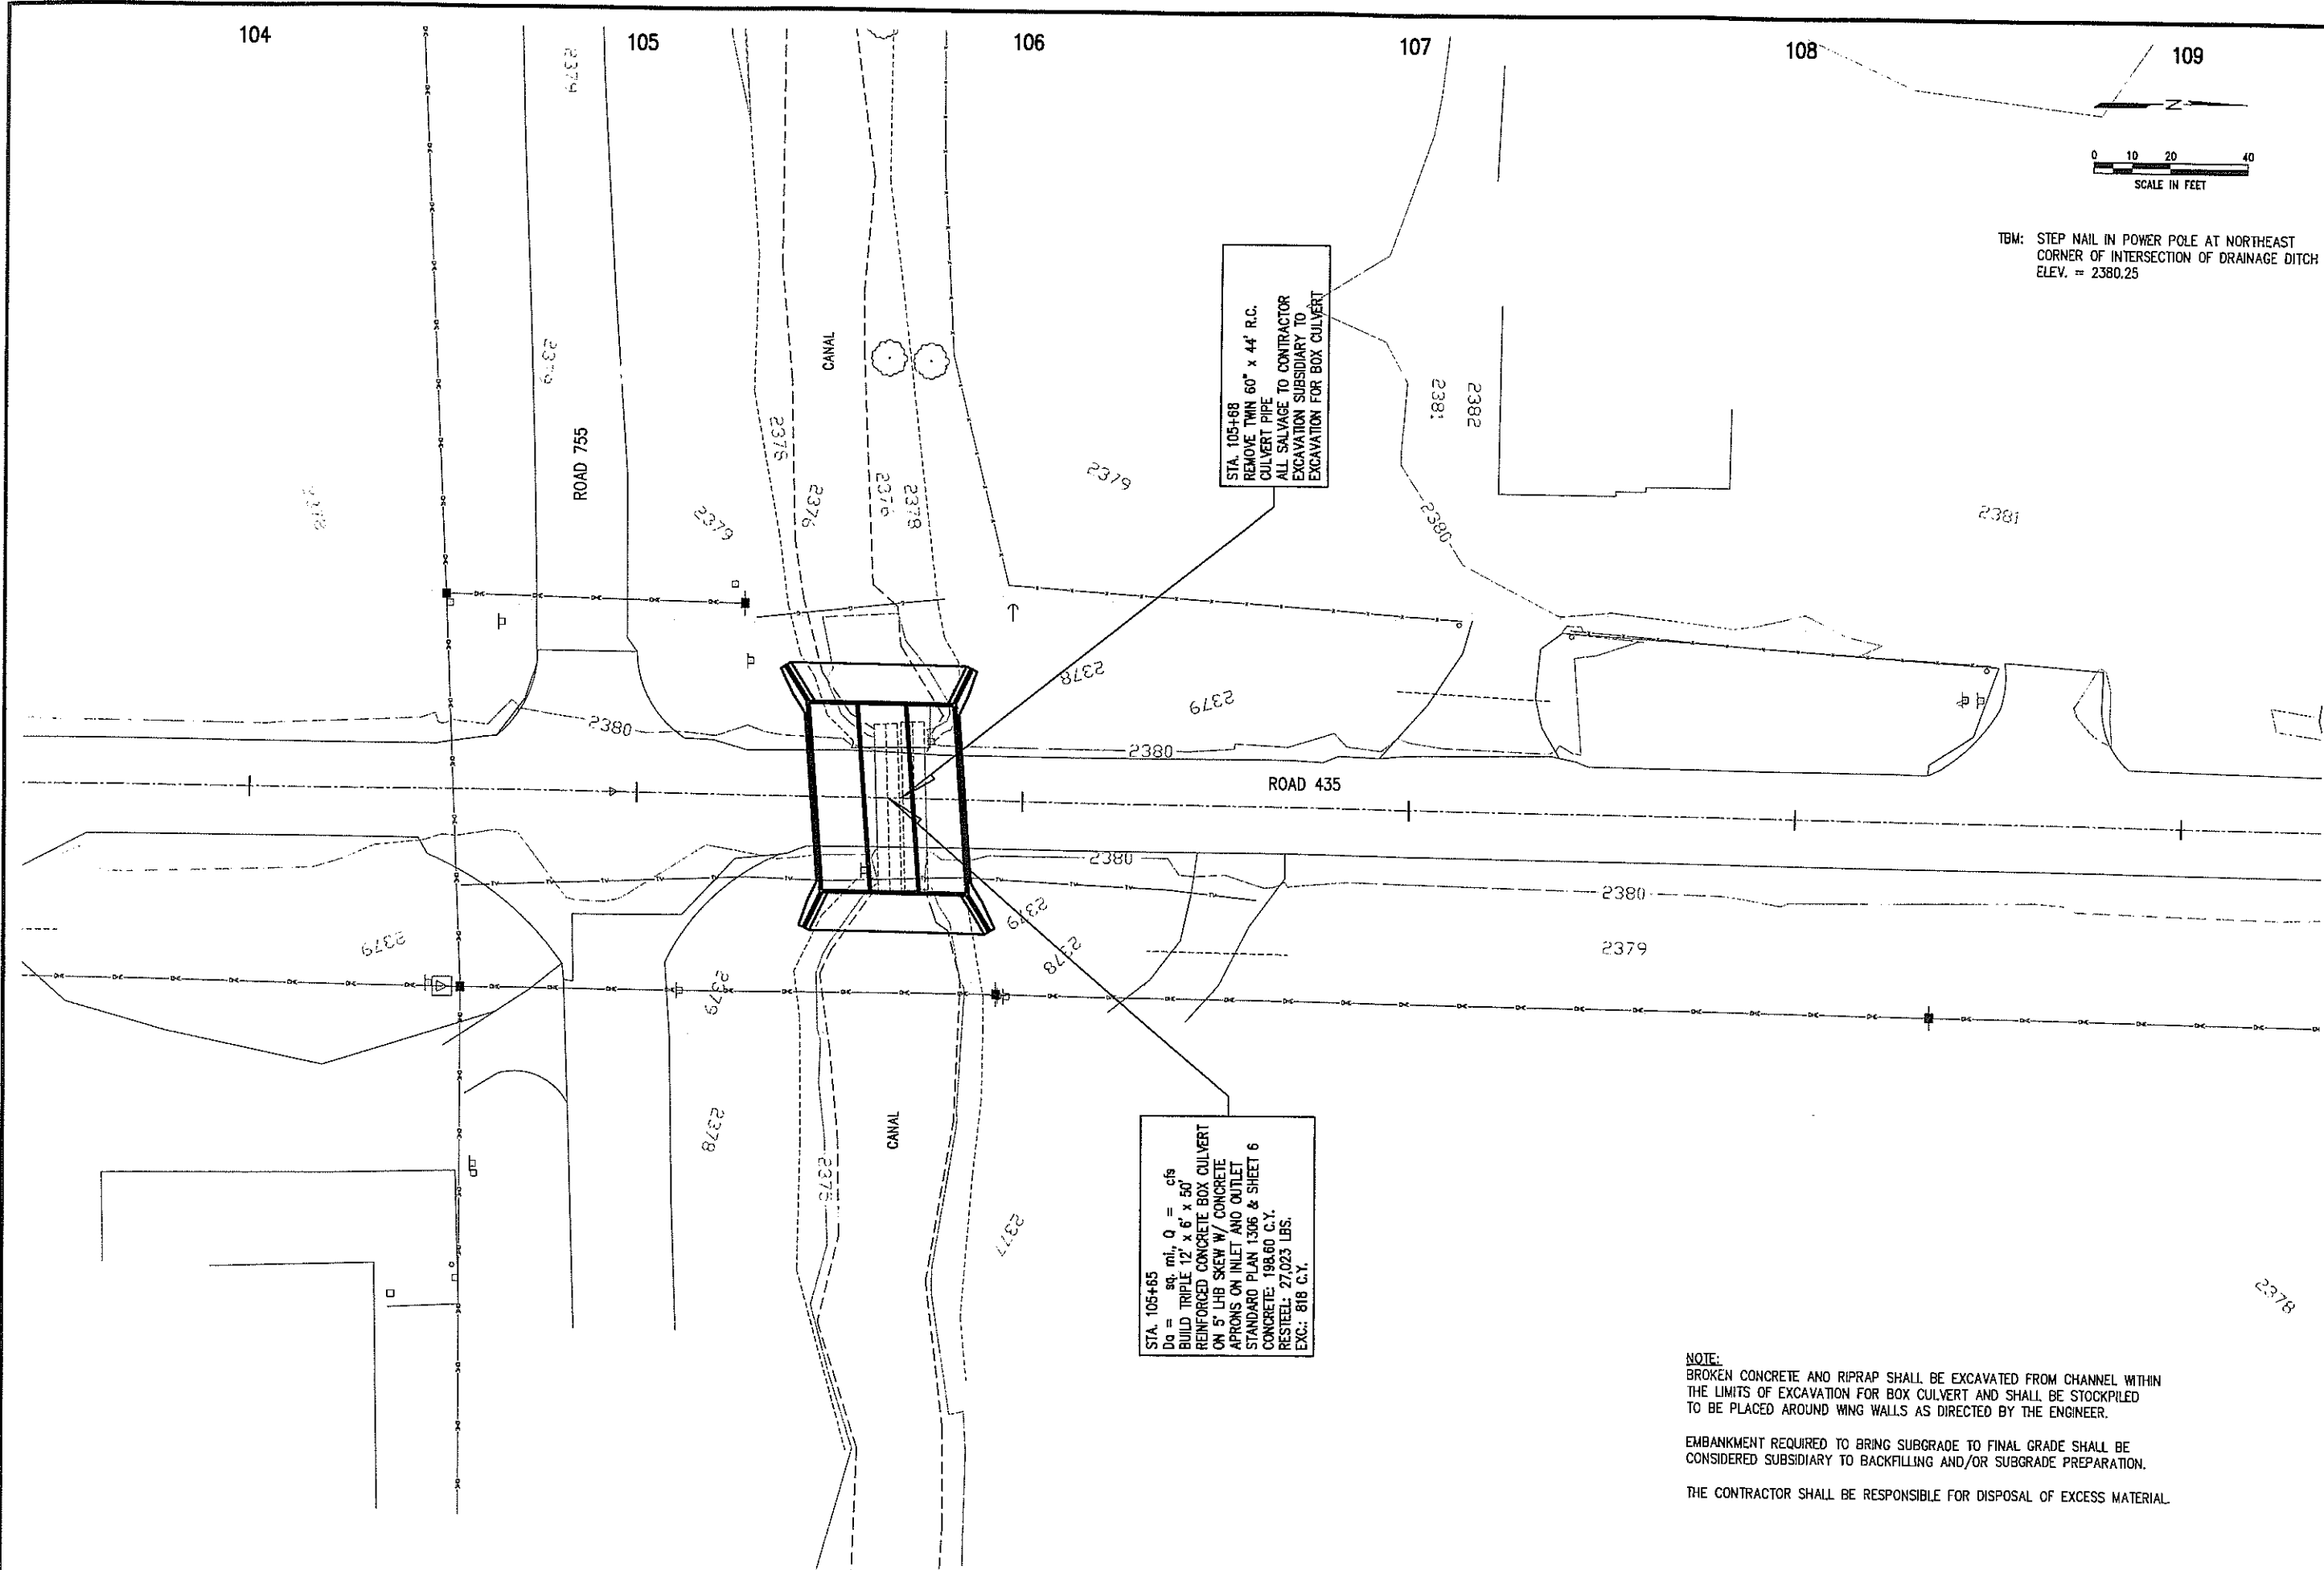 104
105
106
107
108
109
N
0 10 20 40
SCALE IN FEET
TBM: STEP NAIL IN POWER POLE AT NORTHEAST
CORNER OF INTERSECTION OF DRAINAGE DITCH
ELEV. = 2380.25
2379
2379
ROAD 755
2379
CANAL
2378
2376
2376
2378
2379
STA. 105+68
REMOVE TWIN 60" x 44' R.C.
CULVERT PIPE
ALL SALVAGE TO CONTRACTOR
EXCAVATION SUBSIDIARY TO
EXCAVATION FOR BOX CULVERT
2381
2382
2380
2381
2378
2379
2380
2380
ROAD 435
2380
2380
2379
2378
2379
2379
2379
2378
2375
CANAL
2377
2378
STA. 105+65
Da = sq. mi., Q = cfs
BUILD TRIPLE 12' x 6' x 50'
REINFORCED CONCRETE BOX CULVERT
ON 5° LHB SKEW W/ CONCRETE
APRONS ON INLET AND OUTLET
STANDARD PLAN 1306 & SHEET 6
CONCRETE: 198.60 C.Y.
RESTEEL: 27,023 LBS.
EXC.: 818 C.Y.
NOTE:
BROKEN CONCRETE AND RIPRAP SHALL BE EXCAVATED FROM CHANNEL WITHIN
THE LIMITS OF EXCAVATION FOR BOX CULVERT AND SHALL BE STOCKPILED
TO BE PLACED AROUND WING WALLS AS DIRECTED BY THE ENGINEER.
EMBANKMENT REQUIRED TO BRING SUBGRADE TO FINAL GRADE SHALL BE
CONSIDERED SUBSIDIARY TO BACKFILLING AND/OR SUBGRADE PREPARATION.
THE CONTRACTOR SHALL BE RESPONSIBLE FOR DISPOSAL OF EXCESS MATERIAL.